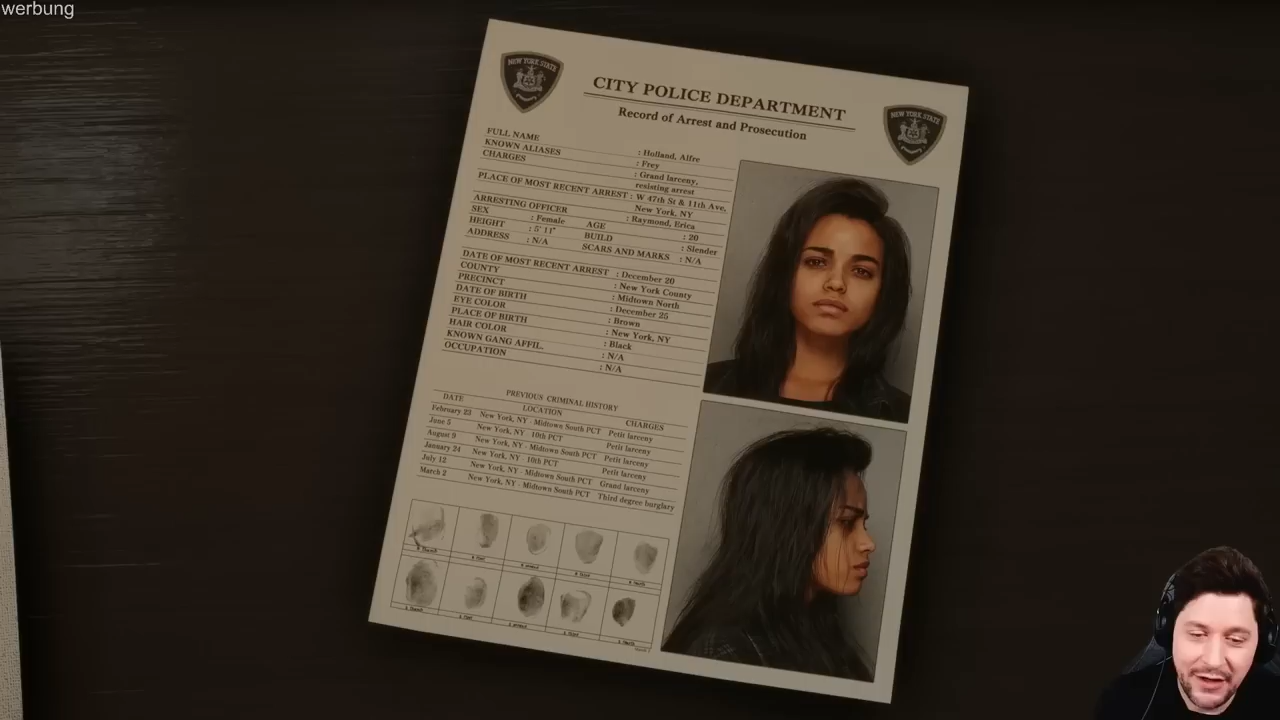 werbung
NEW YORK STATE
NEW YORK STATE
CITY POLICE DEPARTMENT
Record of Arrest and Prosecution
FULL NAME : Holland, Alfre
KNOWN ALIASES : Frey
CHARGES : Grand larceny,
resisting arrest
PLACE OF MOST RECENT ARREST : W 47th St & 11th Ave,
New York, NY
ARRESTING OFFICER : Raymond, Erica
SEX : Female AGE : 20
HEIGHT : 5' 11" BUILD : Slender
ADDRESS : N/A SCARS AND MARKS : N/A
DATE OF MOST RECENT ARREST : December 20
COUNTY : New York County
PRECINCT : Midtown North
DATE OF BIRTH : December 25
EYE COLOR : Brown
PLACE OF BIRTH : New York, NY
HAIR COLOR : Black
KNOWN GANG AFFIL. : N/A
OCCUPATION : N/A
PREVIOUS CRIMINAL HISTORY
DATE LOCATION CHARGES
February 23 New York, NY - Midtown South PCT Petit larceny
June 5 New York, NY 10th PCT Petit larceny
August 9 New York, NY - Midtown South PCT Petit larceny
January 24 New York, NY 10th PCT Petit larceny
July 12 New York, NY - Midtown South PCT Grand larceny
March 2 New York, NY - Midtown South PCT Third degree burglary